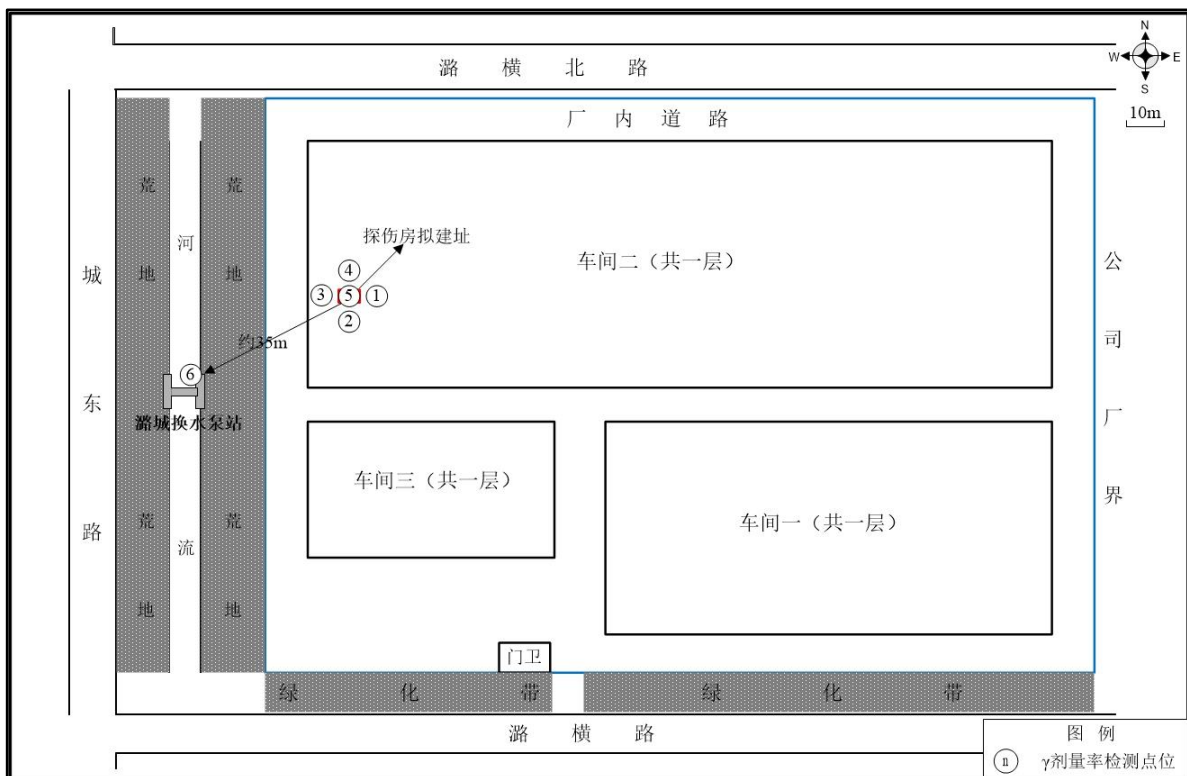 N
W E
S
10m
潞横北路
厂内道路
荒地
荒地
河流
城东路
探伤房拟建址
④
③ ⑤ ①
②
车间二（共一层）
公司厂界
约35m
⑥
潞城换水泵站
荒地
荒地
车间三（共一层）
车间一（共一层）
门卫
绿化带
绿化带
潞横路
图例
ⓝ γ剂量率检测点位